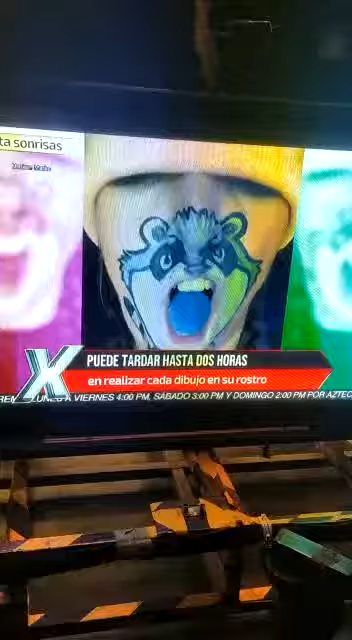 ta sonrisas
X
PUEDE TARDAR HASTA DOS HORAS
en realizar cada dibujo en su rostro
A VIERNES 4:00 PM, SÁBADO 3:00 PM Y DOMINGO 2:00 PM POR AZTEC